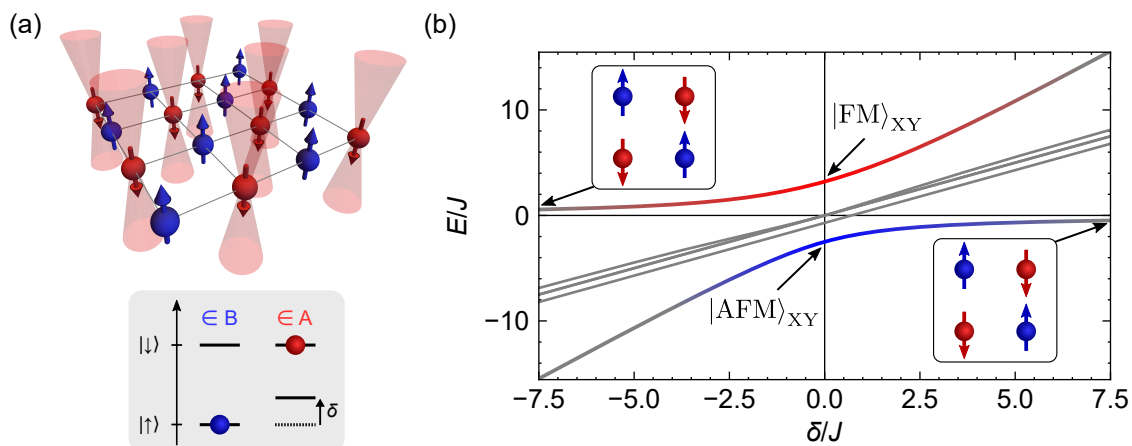 (a)
∈ B
∈ A
|↓⟩
|↑⟩
δ
(b)
E/J
10
0
−10
|FM⟩XY
|AFM⟩XY
−7.5
−5.0
−2.5
0.0
2.5
5.0
7.5
δ/J